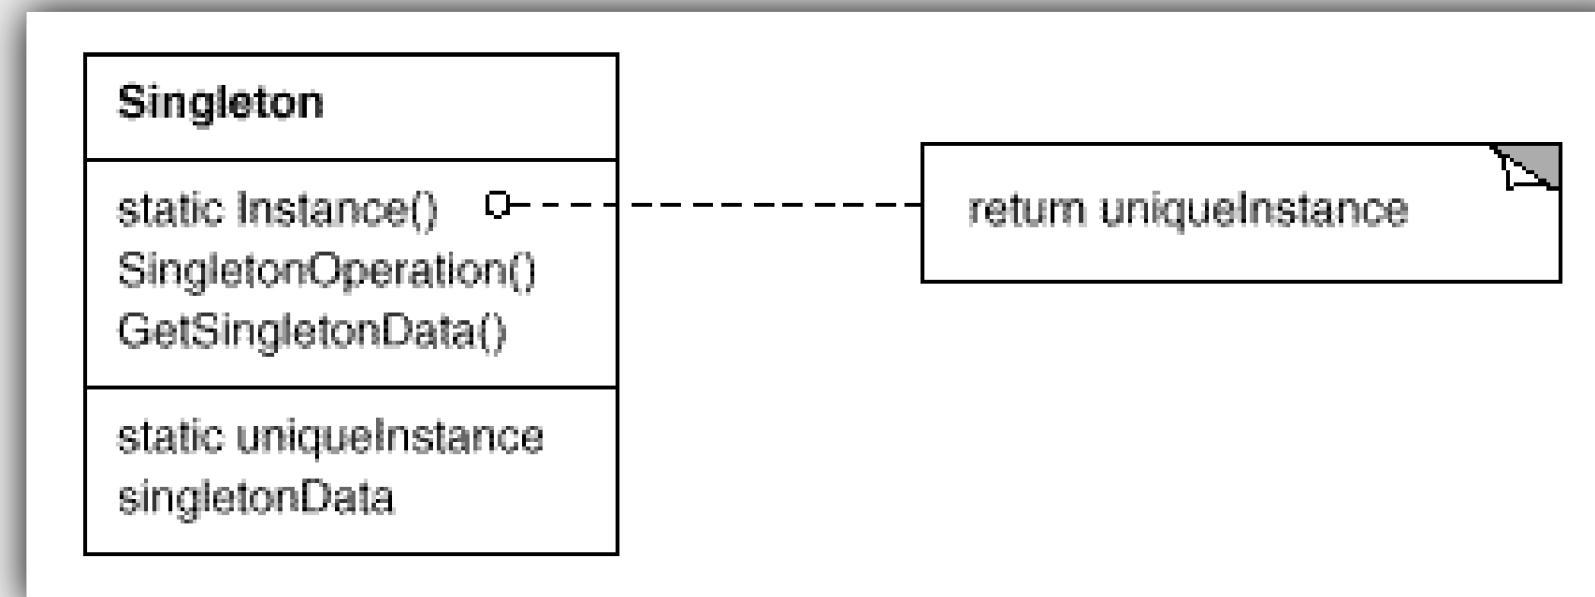 Singleton
static Instance()
SingletonOperation()
GetSingletonData()
static uniqueInstance
singletonData
return uniqueInstance